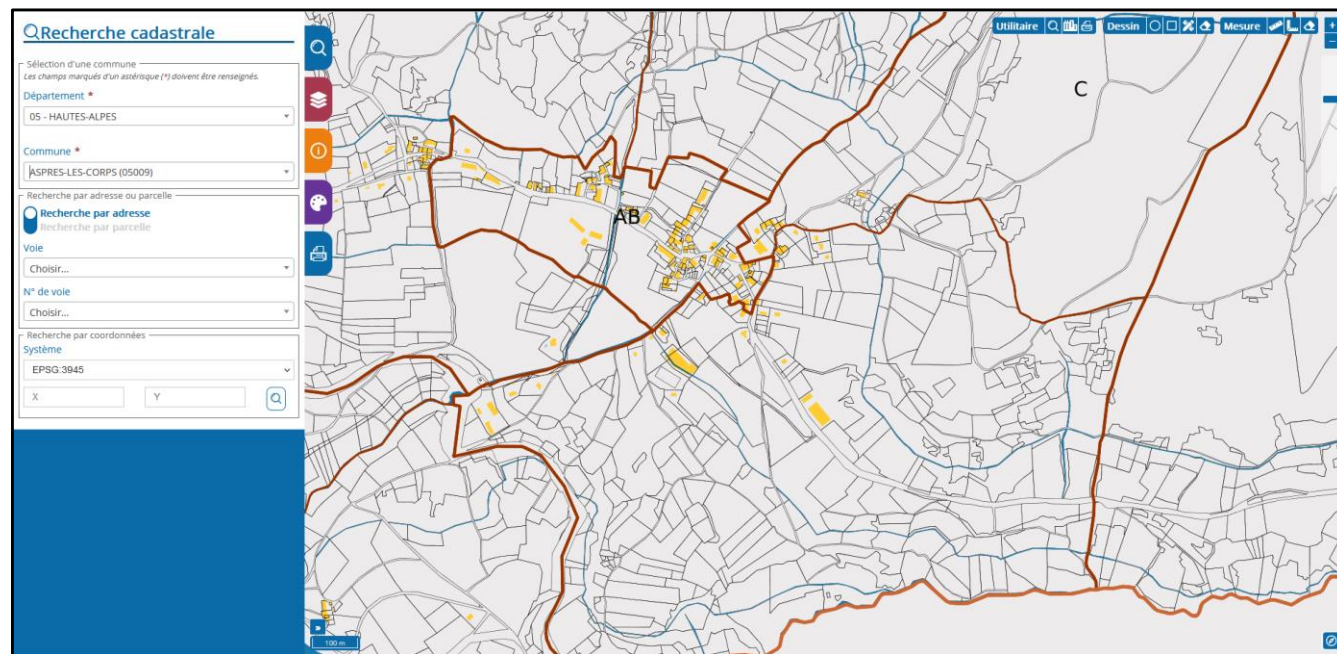 Recherche cadastrale
Sélection d'une commune
Les champs marqués d'un astérisque (*) doivent être renseignés.
Département *
05 - HAUTES-ALPES
Commune *
ASPRES-LES-CORPS (05009)
Recherche par adresse ou parcelle
Recherche par adresse
Recherche par parcelle
Voie
Choisir...
N° de voie
Choisir...
Recherche par coordonnées
Système
EPSG:3945
X Y
Utilitaire Dessin Mesure
C
AB
100 m